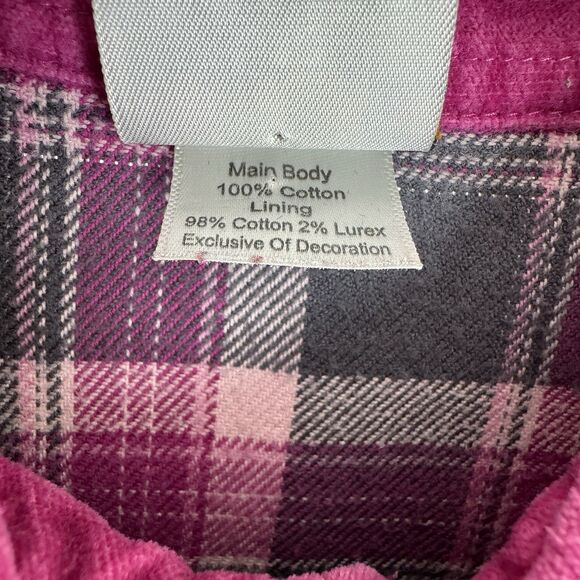 Main Body
100% Cotton
Lining
98% Cotton 2% Lurex
Exclusive Of Decoration